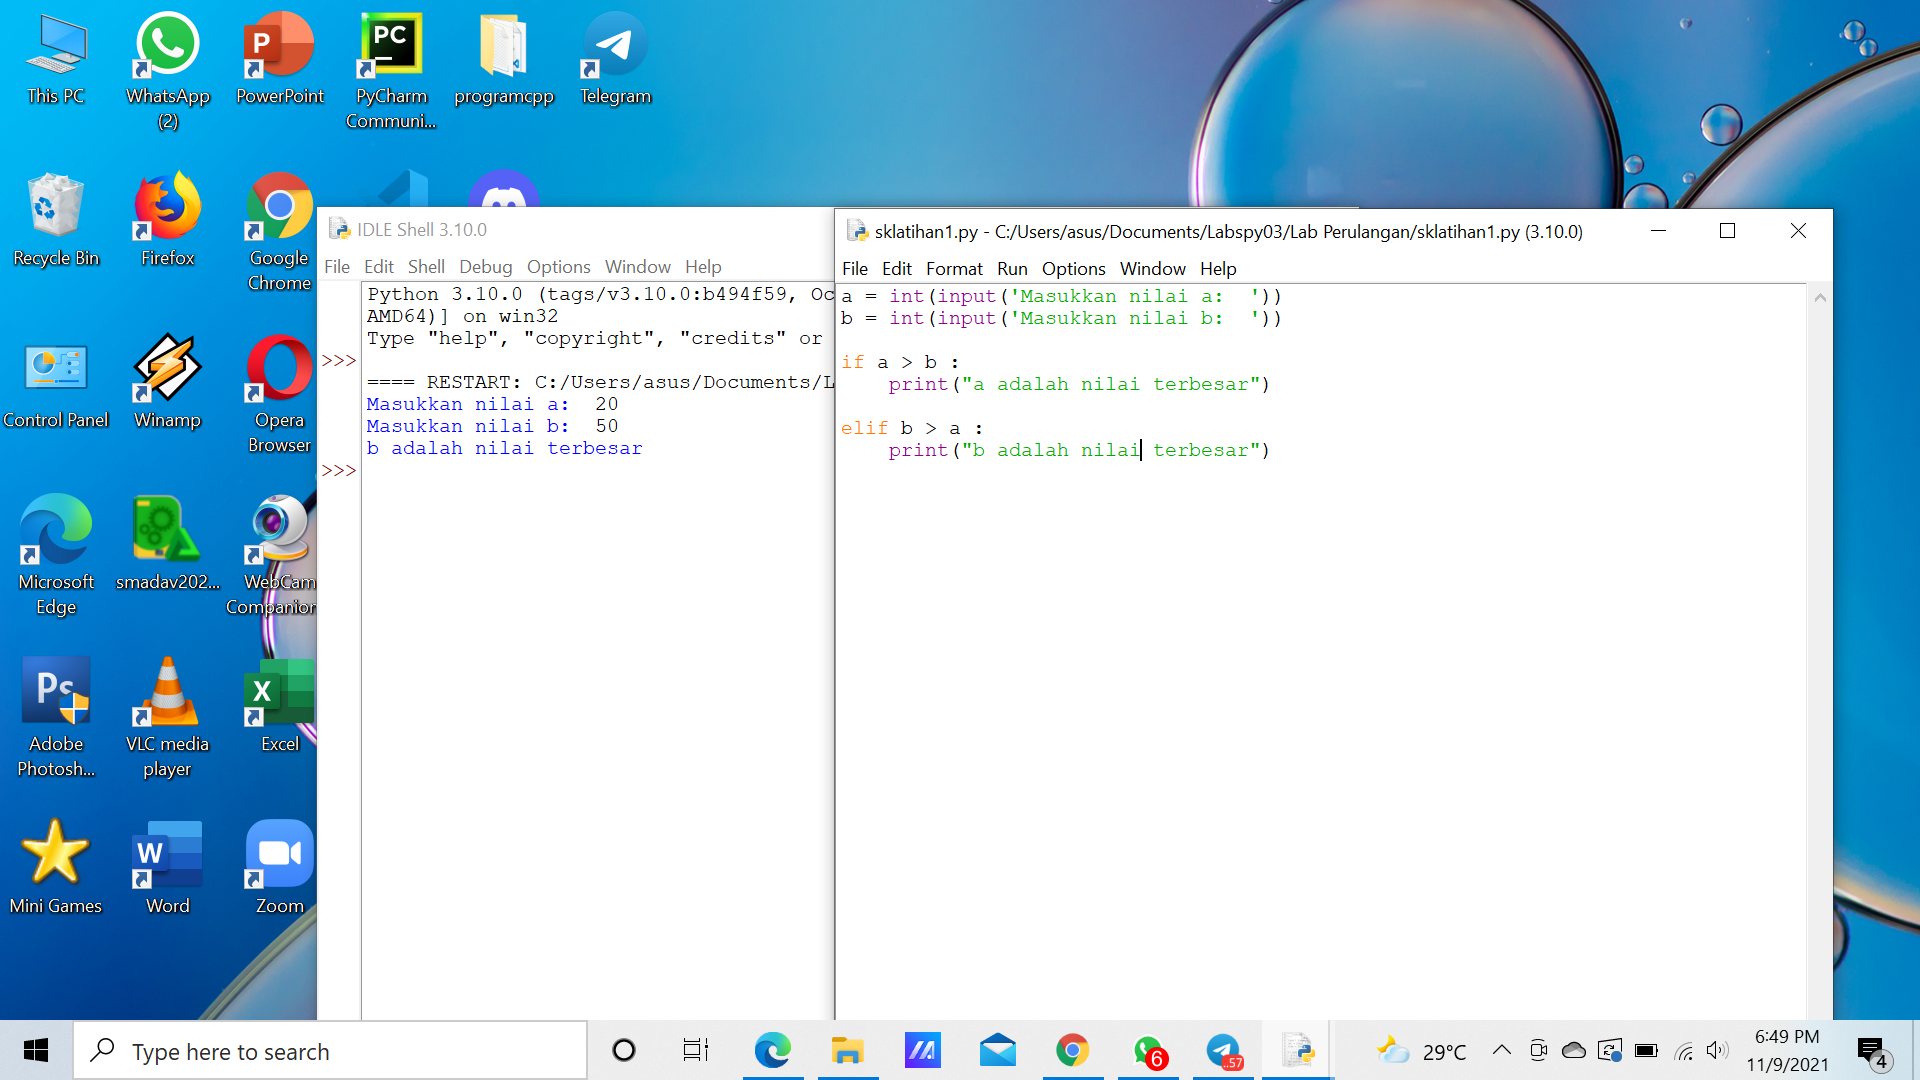 This PC
WhatsApp
(2)
PowerPoint
PyCharm
Communi...
programcpp
Telegram
Recycle Bin
Firefox
Google
Chrome
Control Panel
Winamp
Opera
Browser
Microsoft
Edge
smadav202...
WebCam
Companion
Adobe
Photosh...
VLC media
player
Excel
Mini Games
Word
Zoom
IDLE Shell 3.10.0
File Edit Shell Debug Options Window Help
Python 3.10.0 (tags/v3.10.0:b494f59, Oc
AMD64)] on win32
Type "help", "copyright", "credits" or
>>>
==== RESTART: C:/Users/asus/Documents/L
Masukkan nilai a:  20
Masukkan nilai b:  50
b adalah nilai terbesar
>>>
sklatihan1.py - C:/Users/asus/Documents/Labspy03/Lab Perulangan/sklatihan1.py (3.10.0)
File Edit Format Run Options Window Help
a = int(input('Masukkan nilai a:  '))
b = int(input('Masukkan nilai b:  '))
if a > b :
    print("a adalah nilai terbesar")
elif b > a :
    print("b adalah nilai terbesar")
Type here to search
6
..57
29°C
6:49 PM
11/9/2021
4